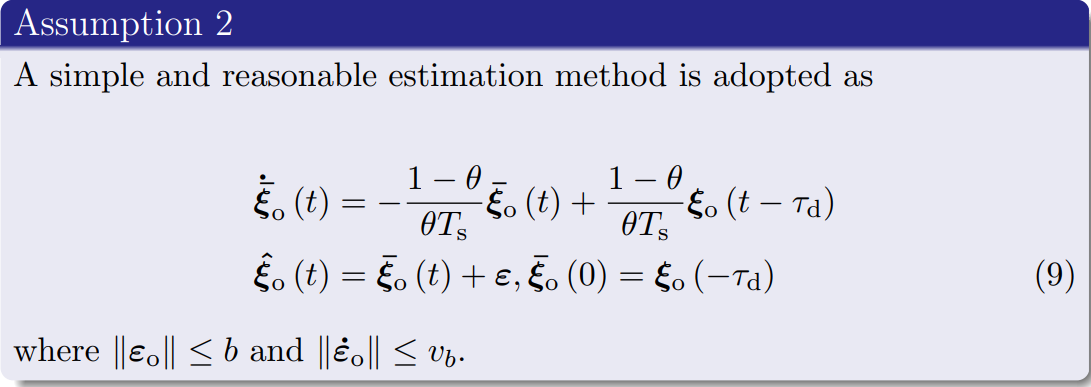 Assumption 2
A simple and reasonable estimation method is adopted as
$\dot{\bar{\boldsymbol{\xi}}}_{\mathrm{o}}(t) = -\frac{1-\theta}{\theta T_{\mathrm{s}}}\bar{\boldsymbol{\xi}}_{\mathrm{o}}(t) + \frac{1-\theta}{\theta T_{\mathrm{s}}}\boldsymbol{\xi}_{\mathrm{o}}(t-\tau_{\mathrm{d}})$
$\hat{\boldsymbol{\xi}}_{\mathrm{o}}(t) = \bar{\boldsymbol{\xi}}_{\mathrm{o}}(t) + \boldsymbol{\varepsilon}, \bar{\boldsymbol{\xi}}_{\mathrm{o}}(0) = \boldsymbol{\xi}_{\mathrm{o}}(-\tau_{\mathrm{d}})$ (9)
where $\|\boldsymbol{\varepsilon}_{\mathrm{o}}\| \leq b$ and $\|\dot{\boldsymbol{\varepsilon}}_{\mathrm{o}}\| \leq v_b$.